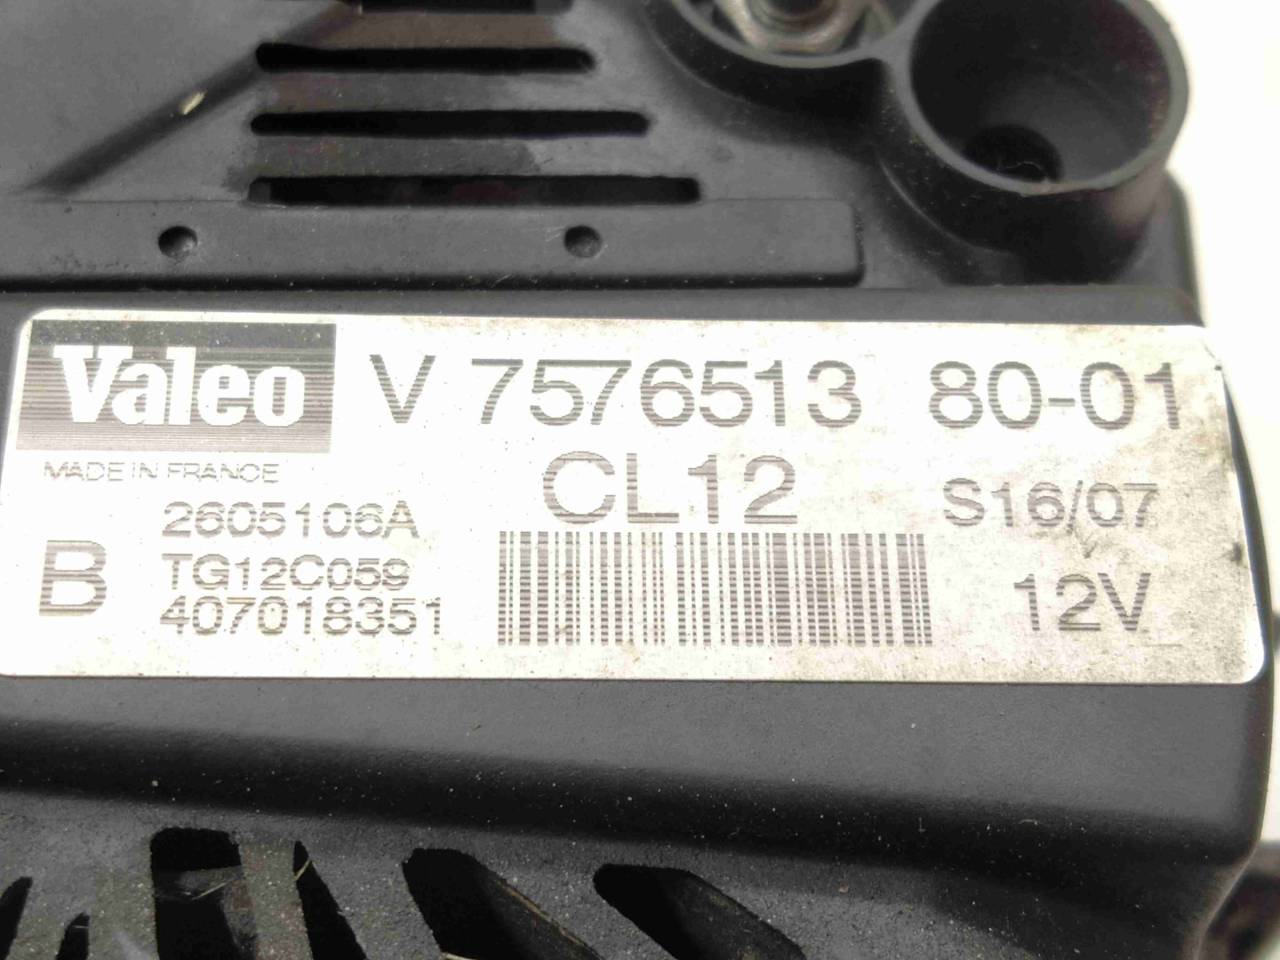 Valeo V 7576513 80-01
MADE IN FRANCE
CL12
2605106A
S16/07
B
TG12C059
407018351
12V